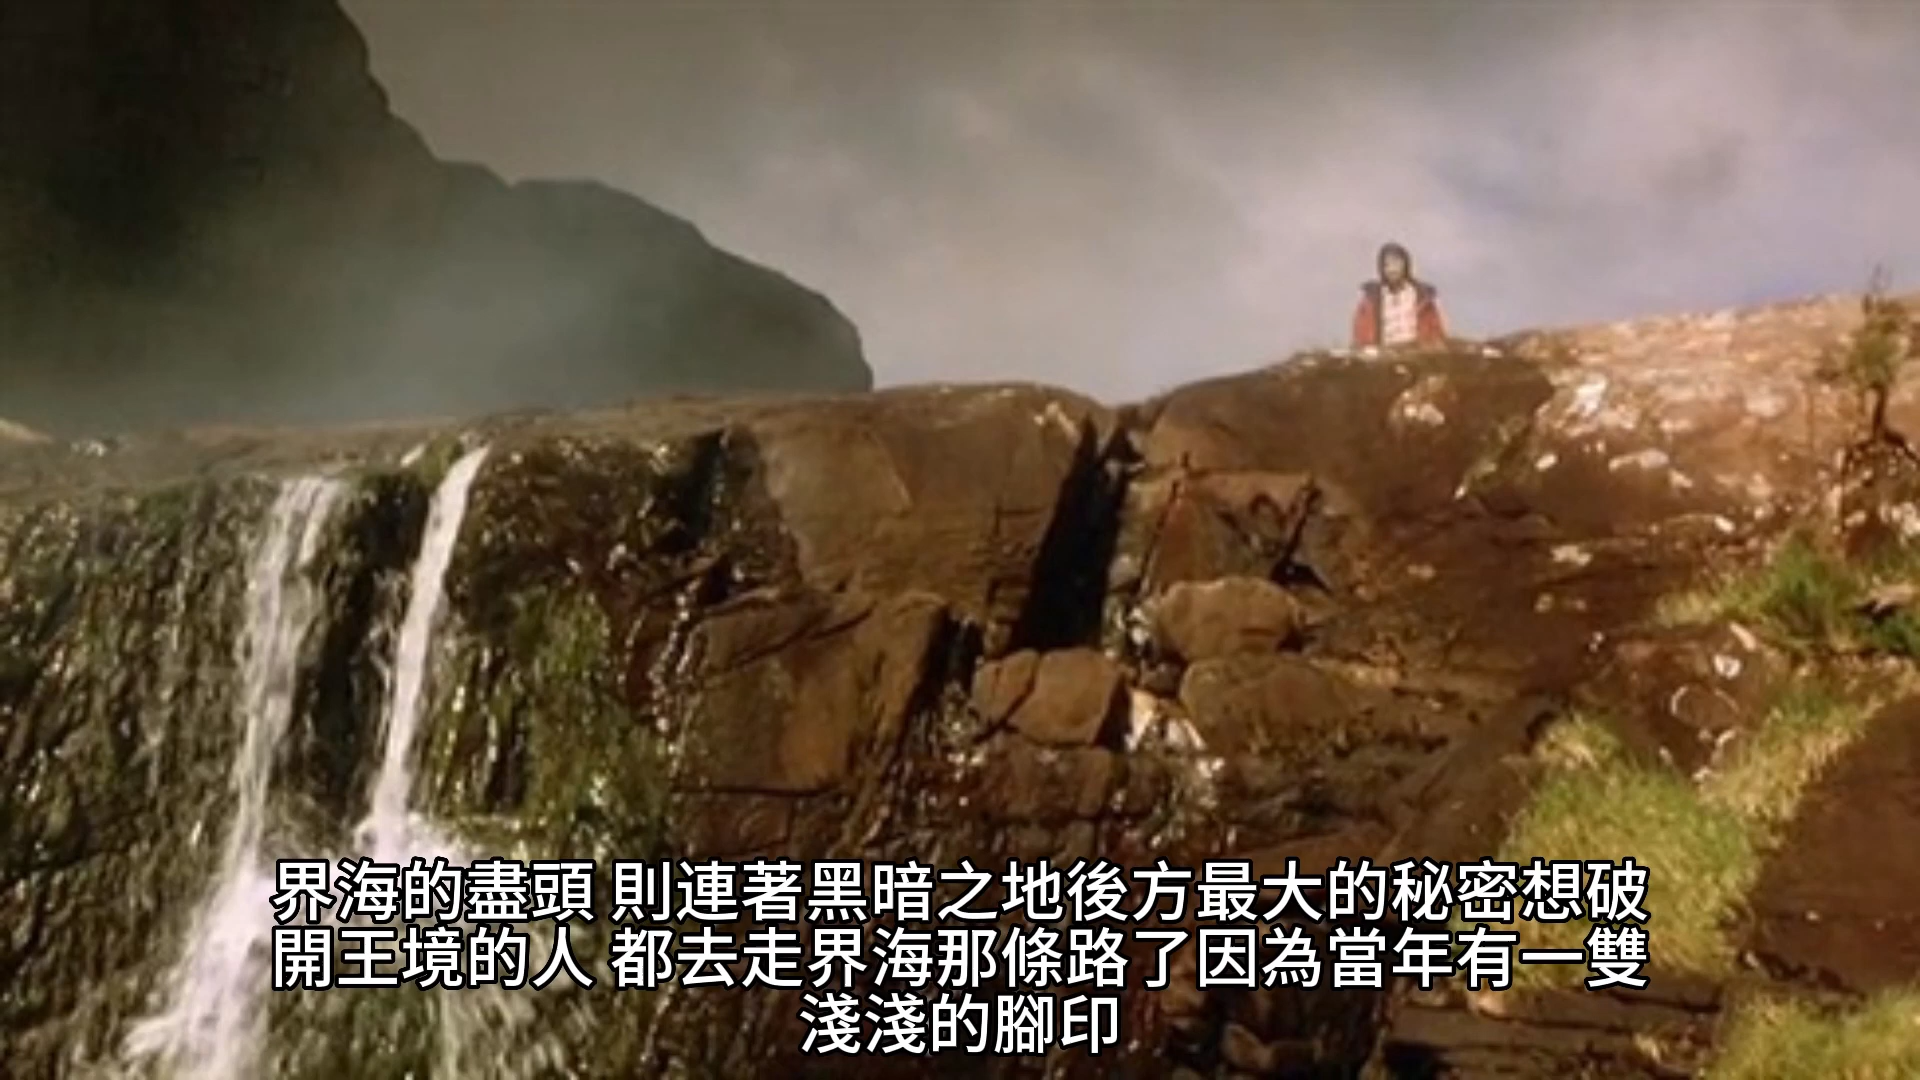 界海的盡頭 則連著黑暗之地後方最大的秘密想破
開王境的人 都去走界海那條路了因為當年有一雙
淺淺的腳印